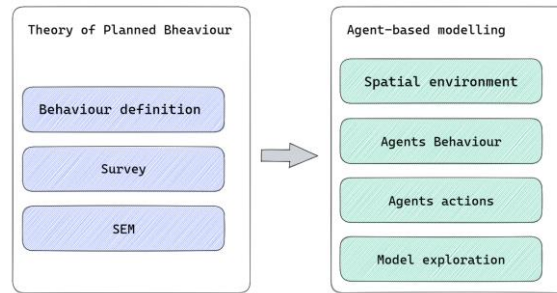 Theory of Planned Bheaviour
Behaviour definition
Survey
SEM
Agent-based modelling
Spatial environment
Agents Behaviour
Agents actions
Model exploration